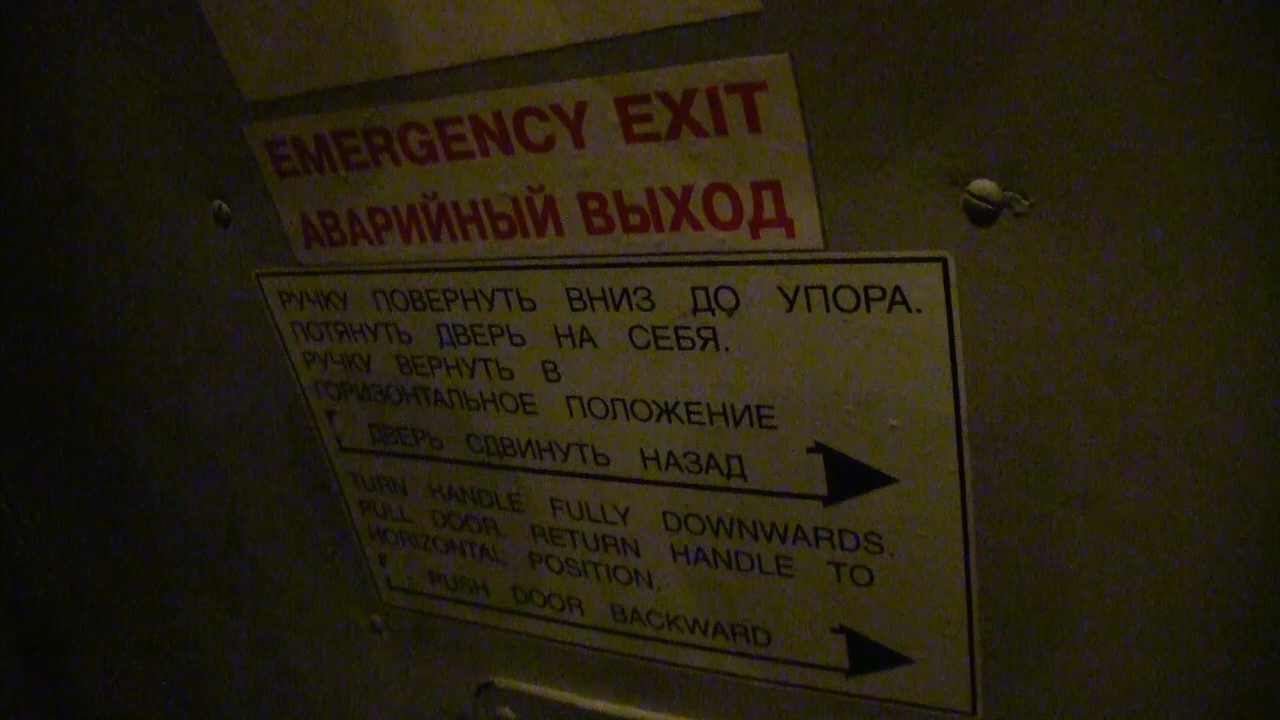 EMERGENCY EXIT
АВАРИЙНЫЙ ВЫХОД
РУЧКУ ПОВЕРНУТЬ ВНИЗ ДО УПОРА.
ПОТЯНУТЬ ДВЕРЬ НА СЕБЯ.
РУЧКУ ВЕРНУТЬ В
ГОРИЗОНТАЛЬНОЕ ПОЛОЖЕНИЕ
ДВЕРЬ СДВИНУТЬ НАЗАД
TURN HANDLE FULLY DOWNWARDS.
PULL DOOR. RETURN HANDLE TO
HORIZONTAL POSITION.
PUSH DOOR BACKWARD